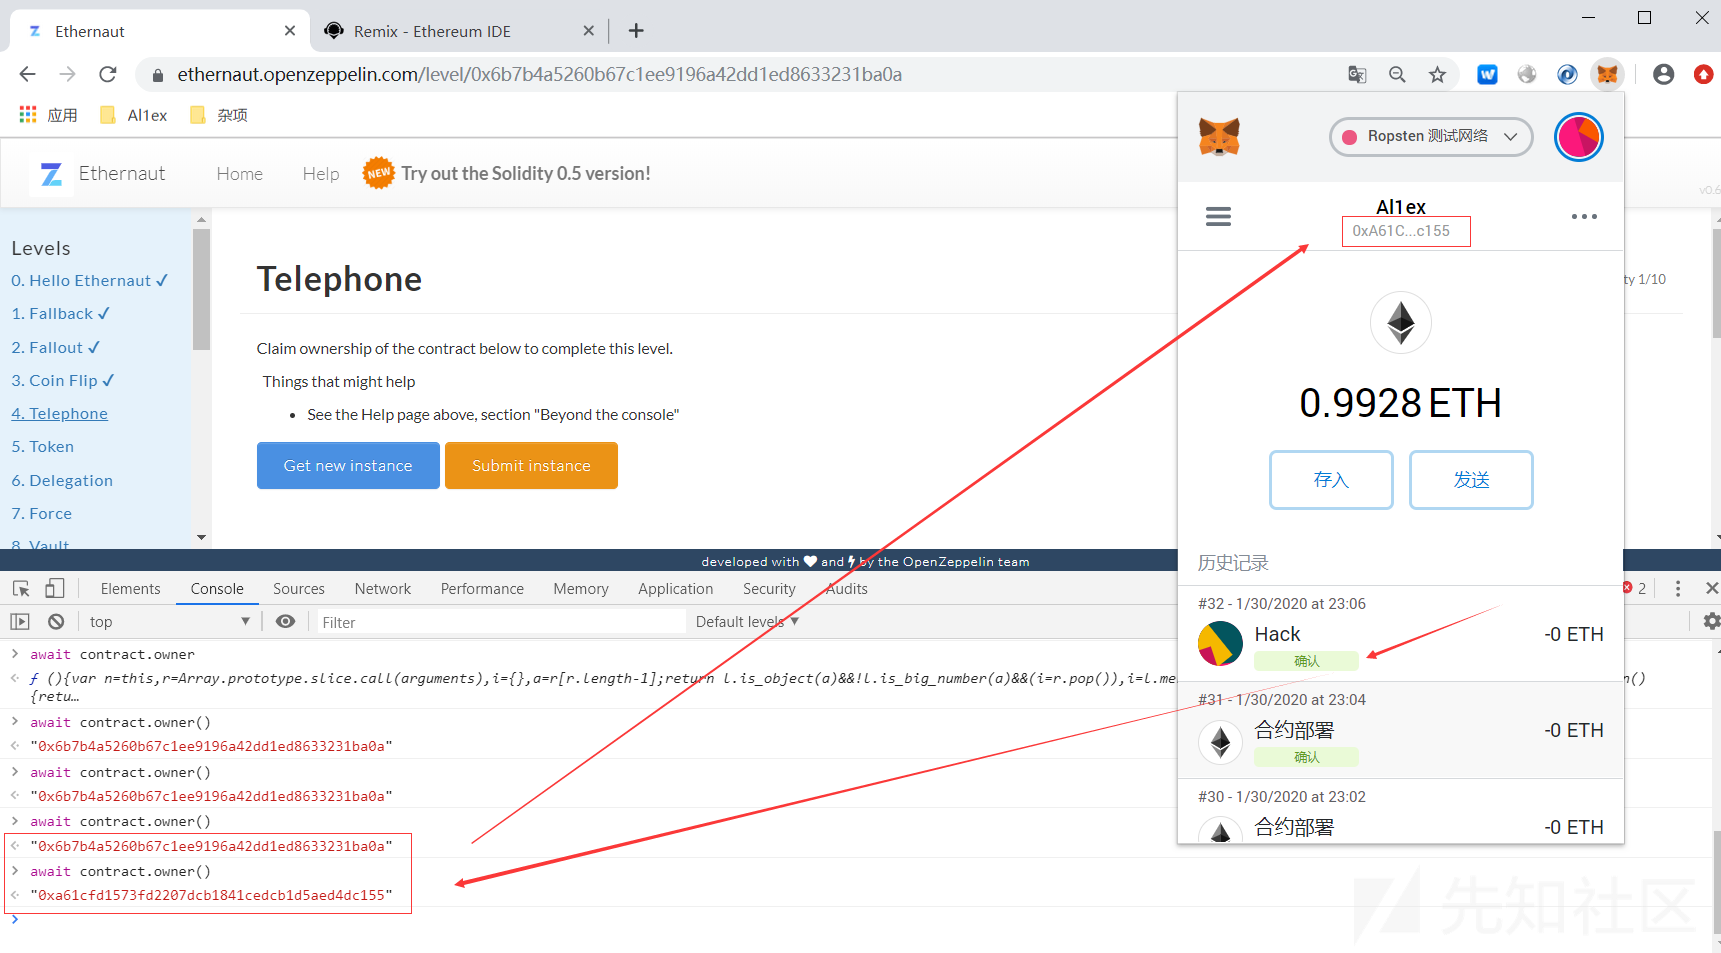 Ethernaut
Remix - Ethereum IDE
ethernaut.openzeppelin.com/level/0x6b7b4a5260b67c1ee9196a42dd1ed8633231ba0a
应用
Al1ex
杂项
Ethernaut
Home
Help
NEW
Try out the Solidity 0.5 version!
v0.6
Levels
0. Hello Ethernaut ✓
1. Fallback ✓
2. Fallout ✓
3. Coin Flip ✓
4. Telephone
5. Token
6. Delegation
7. Force
8. Vault
Telephone
ty 1/10
Claim ownership of the contract below to complete this level.
Things that might help
• See the Help page above, section "Beyond the console"
Get new instance
Submit instance
developed with ♥ and by the OpenZeppelin team
Ropsten 测试网络
Al1ex
0xA61C...c155
0.9928 ETH
存入
发送
历史记录
#32 - 1/30/2020 at 23:06
Hack
-0 ETH
确认
#31 - 1/30/2020 at 23:04
合约部署
-0 ETH
确认
#30 - 1/30/2020 at 23:02
合约部署
-0 ETH
Elements
Console
Sources
Network
Performance
Memory
Application
Security
Audits
2
top
Filter
Default levels
await contract.owner
ƒ (){var n=this,r=Array.prototype.slice.call(arguments),i={},a=r[r.length-1];return l.is_object(a)&&!l.is_big_number(a)&&(i=r.pop()),i=l.me
()
{retu…
await contract.owner()
"0x6b7b4a5260b67c1ee9196a42dd1ed8633231ba0a"
await contract.owner()
"0x6b7b4a5260b67c1ee9196a42dd1ed8633231ba0a"
await contract.owner()
"0x6b7b4a5260b67c1ee9196a42dd1ed8633231ba0a"
await contract.owner()
"0xa61cfd1573fd2207dcb1841cedcb1d5aed4dc155"
先知社区